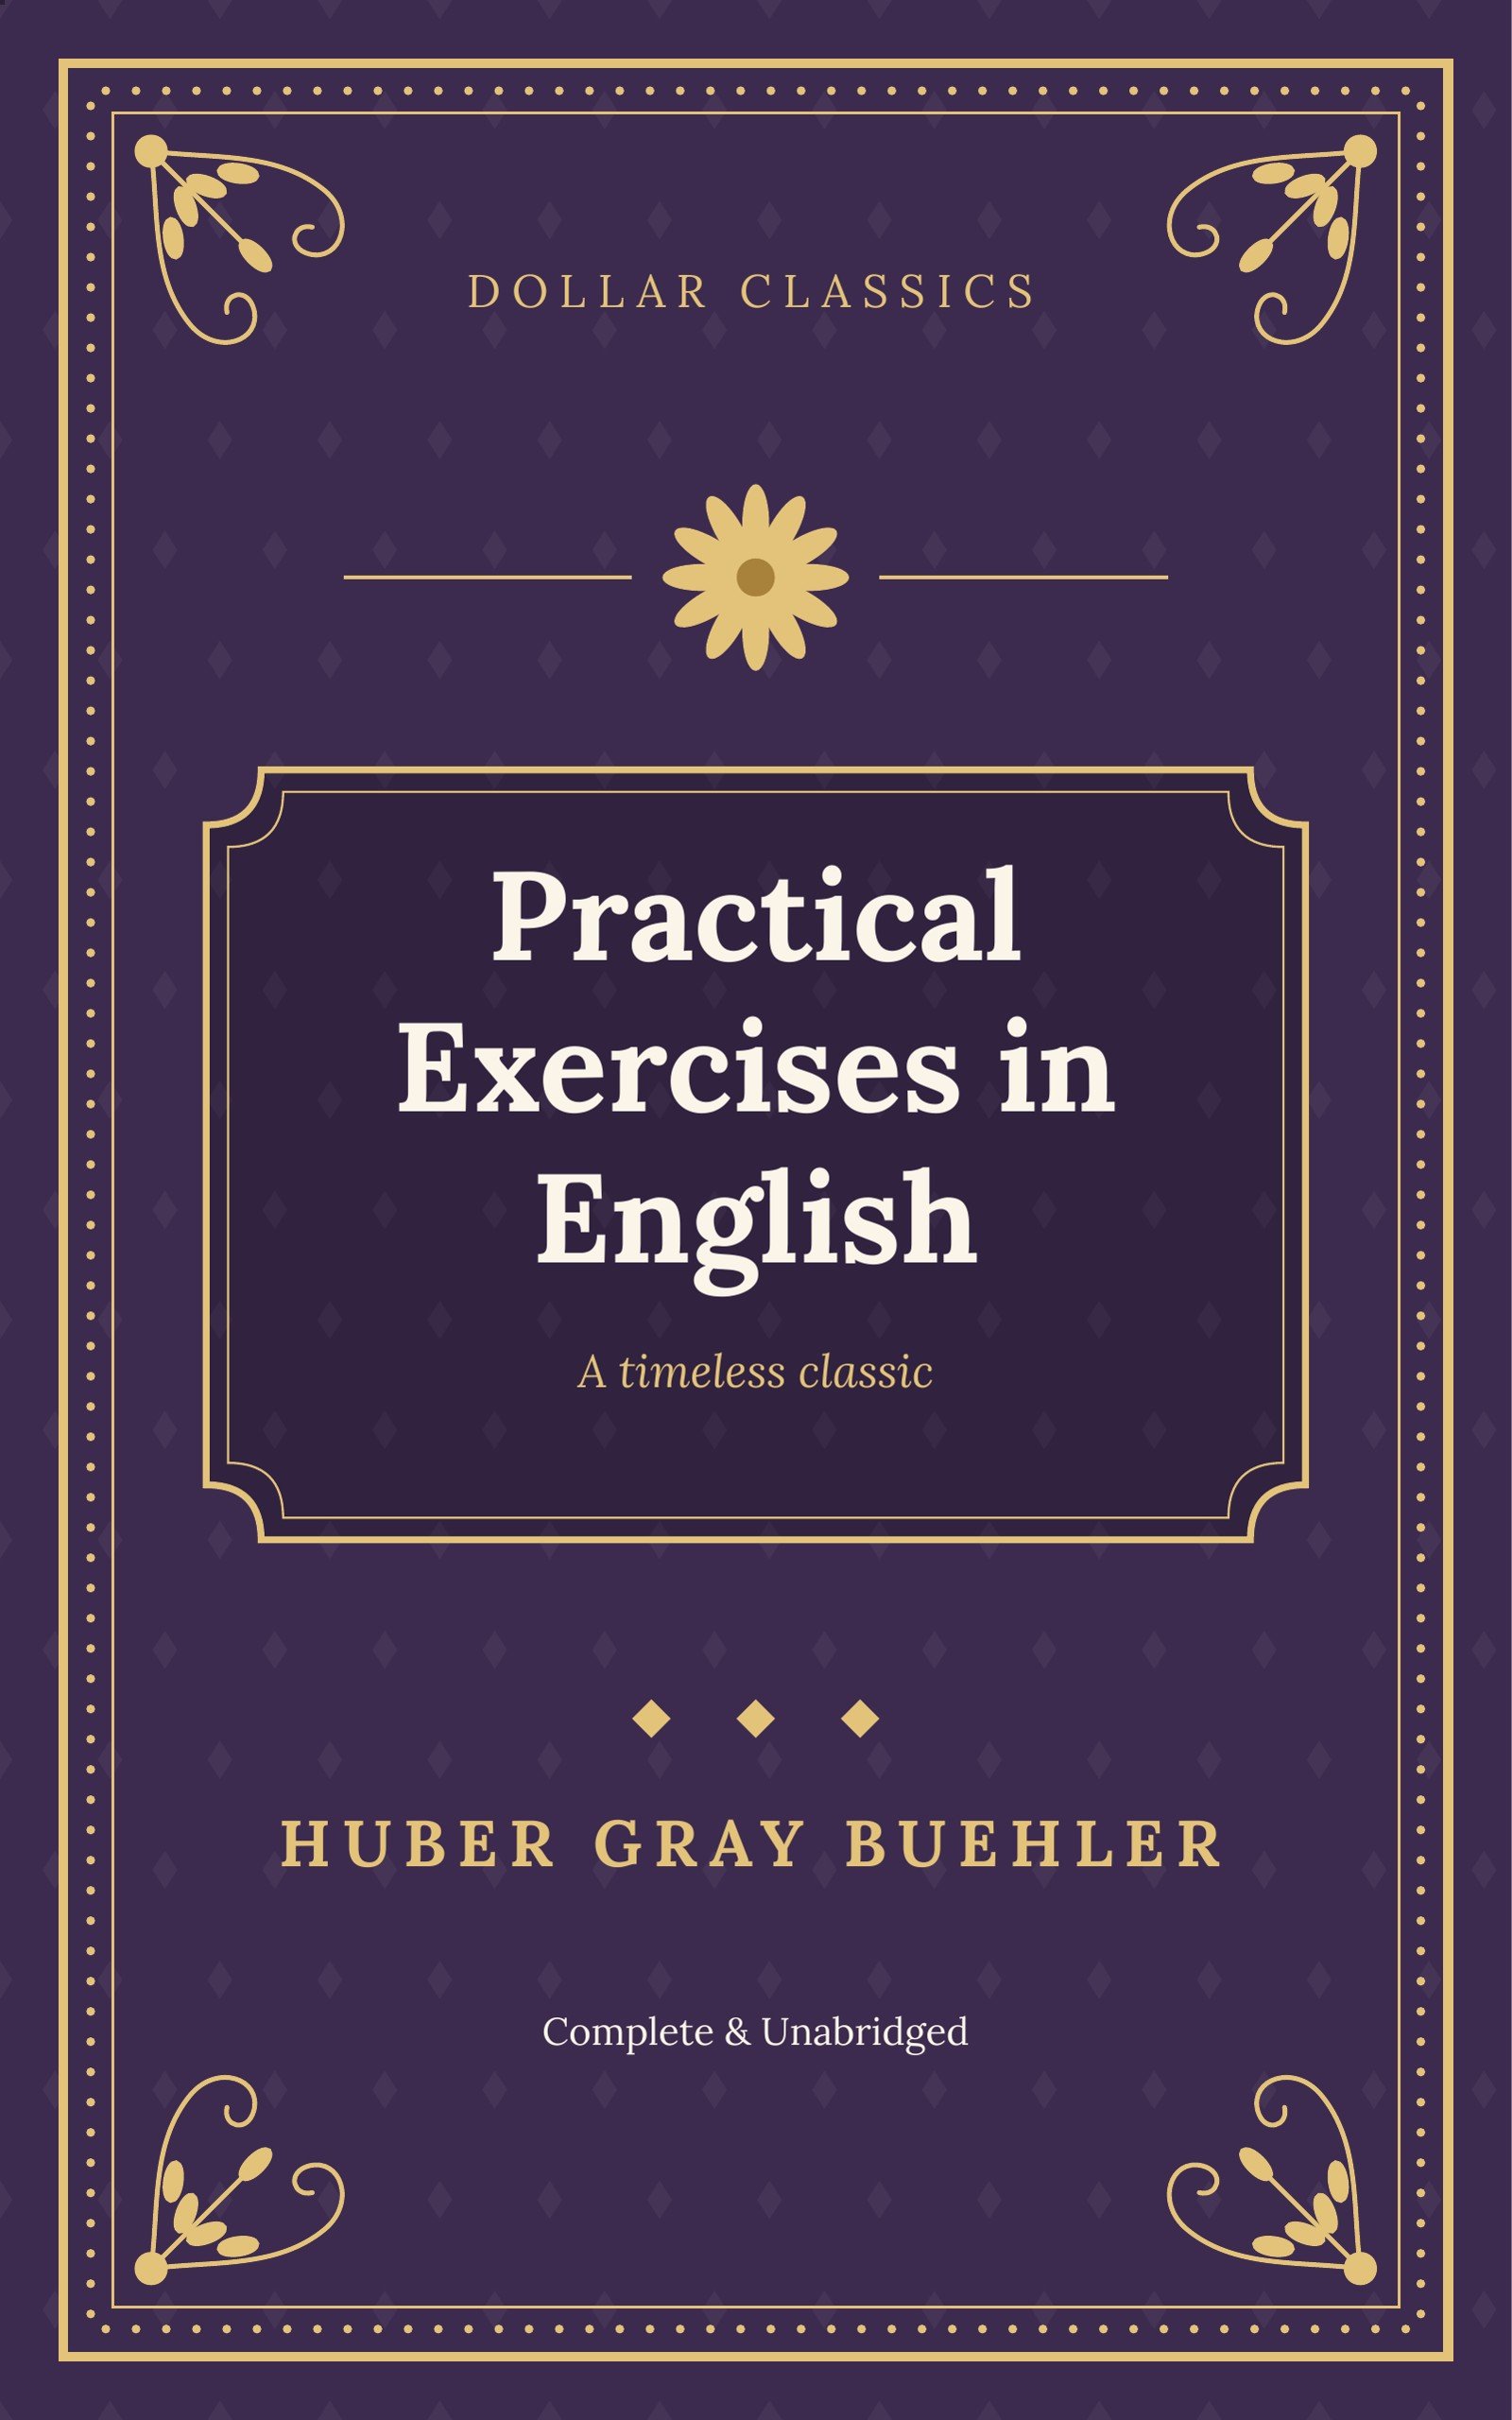 DOLLAR CLASSICS
Practical
Exercises in
English
A timeless classic
HUBER GRAY BUEHLER
Complete & Unabridged